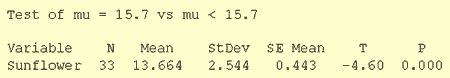 Test of mu = 15.7 vs mu < 15.7
Variable N Mean StDev SE Mean T P
Sunflower 33 13.664 2.544 0.443 -4.60 0.000